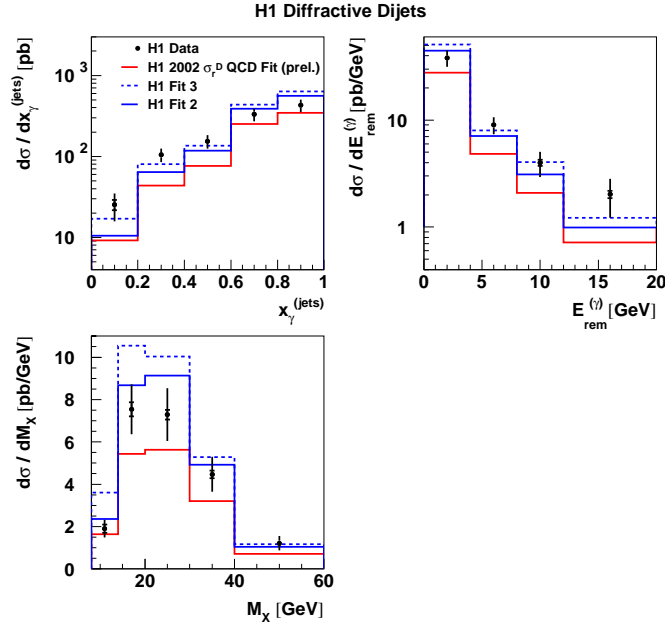 H1 Diffractive Dijets
dσ / dx_γ^(jets) [pb]
10^3
10^2
10
H1 Data
H1 2002 σ_r^D QCD Fit (prel.)
H1 Fit 3
H1 Fit 2
0 0.2 0.4 0.6 0.8 1
x_γ^(jets)
dσ / dE_rem^(γ) [pb/GeV]
10
1
0 5 10 15 20
E_rem^(γ) [GeV]
dσ / dM_X [pb/GeV]
10
8
6
4
2
0
20 40 60
M_X [GeV]